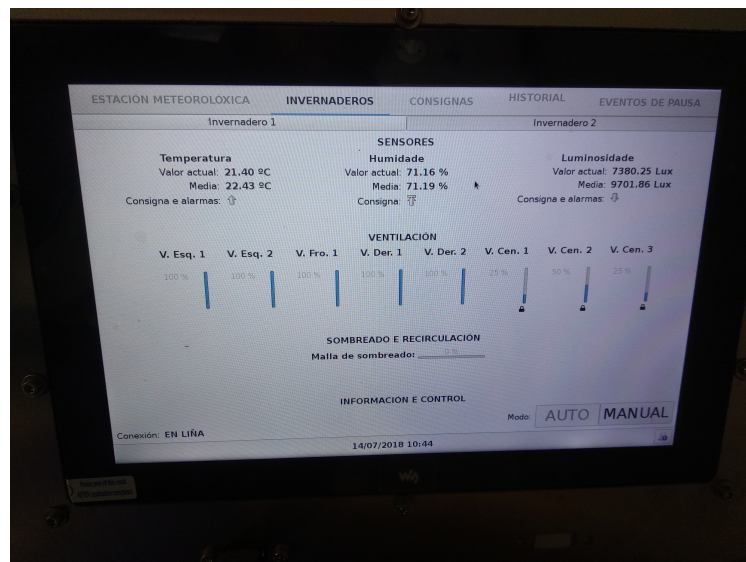 ESTACIÓN METEOROLÓXICA INVERNADEROS CONSIGNAS HISTORIAL EVENTOS DE PAUSA
Invernadero 1 Invernadero 2
SENSORES
Temperatura Humidade Luminosidade
Valor actual: 21.40 ºC Valor actual: 71.16 % Valor actual: 7380.25 Lux
Media: 22.43 ºC Media: 71.19 % Media: 9701.86 Lux
Consigna e alarmas: Consigna: Consigna e alarmas:
VENTILACIÓN
V. Esq. 1 V. Esq. 2 V. Fro. 1 V. Der. 1 V. Der. 2 V. Cen. 1 V. Cen. 2 V. Cen. 3
100 % 100 % 100 % 100 % 100 % 25 % 50 % 25 %
SOMBREADO E RECIRCULACIÓN
Malla de sombreado: 0 %
INFORMACIÓN E CONTROL
Modo: AUTO MANUAL
Conexión: EN LIÑA
14/07/2018 10:44